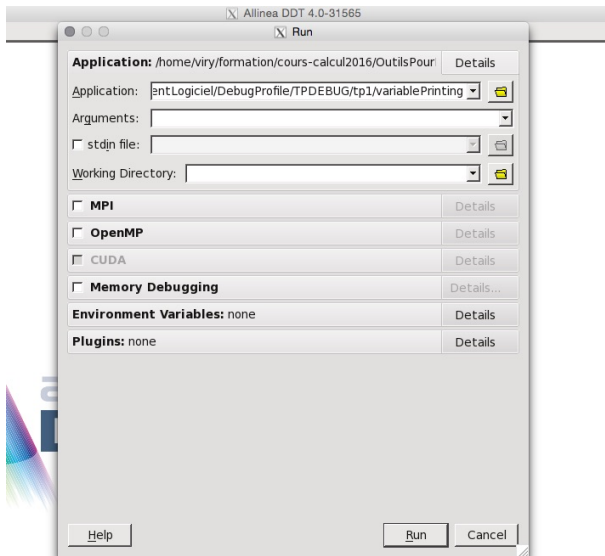 Allinea DDT 4.0-31565
Run
Application: /home/viry/formation/cours-calcul2016/OutilsPour
Details
Application: entLogiciel/DebugProfile/TPDEBUG/tp1/variablePrinting
Arguments:
stdin file:
Working Directory:
MPI Details
OpenMP Details
CUDA Details
Memory Debugging Details...
Environment Variables: none Details
Plugins: none Details
Help Run Cancel